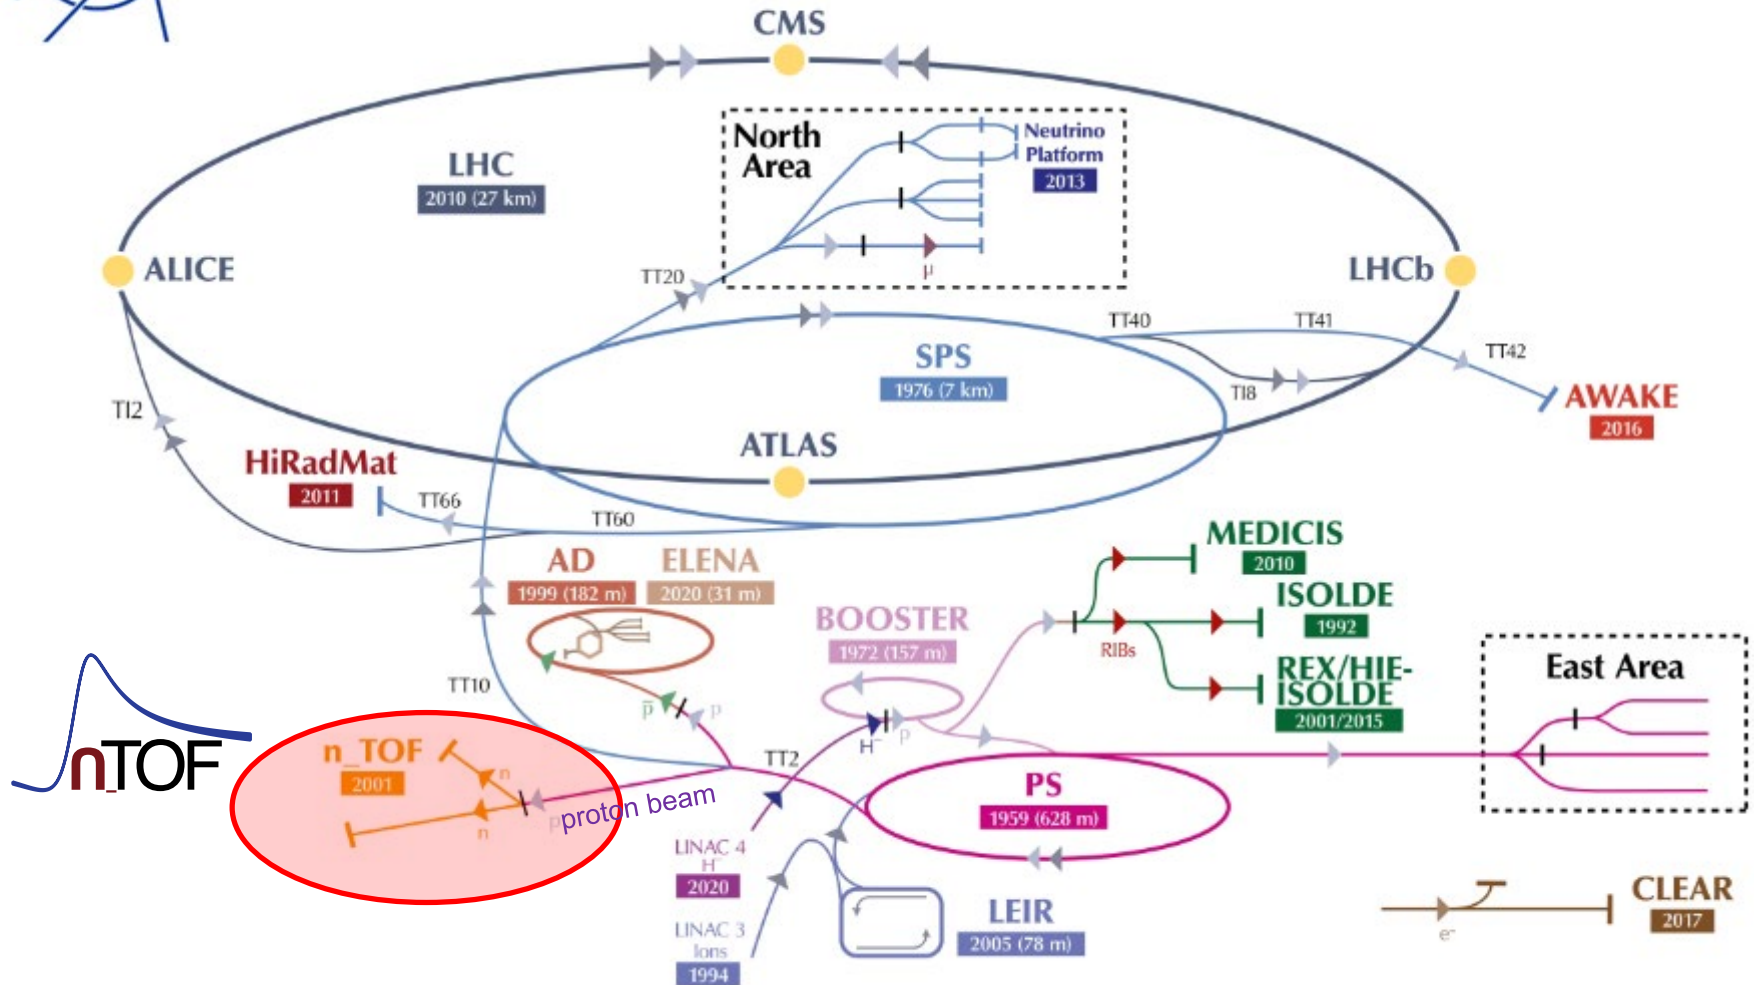 CMS
North
Area
Neutrino
Platform
2013
LHC
2010 (27 km)
μ
ALICE
LHCb
TT20
TT40
TT41
TT42
SPS
1976 (7 km)
TI8
AWAKE
2016
TI2
ATLAS
HiRadMat
2011
TT66
TT60
MEDICIS
2010
AD
1999 (182 m)
ELENA
2020 (31 m)
ISOLDE
1992
BOOSTER
1972 (157 m)
RIBs
REX/HIE-
ISOLDE
2001/2015
East Area
TT10
p̄
p
H⁻
p
n_TOF
n_TOF
2001
n
n
p
proton beam
TT2
PS
1959 (628 m)
LINAC 4
H⁻
2020
LINAC 3
Ions
1994
LEIR
2005 (78 m)
CLEAR
2017
e⁻